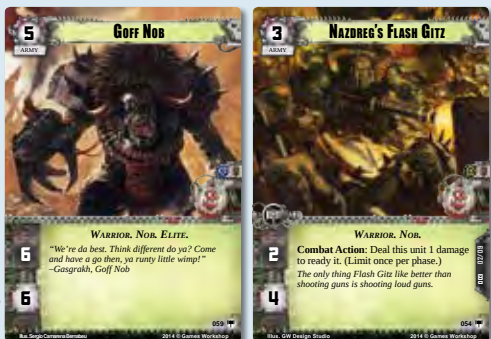 5
GOFF NOB
ARMY
WARRIOR. NOB. ELITE.
6
"We're da best. Think different do ya? Come
and have a go then, ya runty little wimp!"
–Gasgrakh, Goff Nob
6
059
Illus. Sergio Camarena Bernabeu
2014 © Games Workshop
3
NAZDREG'S FLASH GITZ
ARMY
WARRIOR. NOB.
2
Combat Action: Deal this unit 1 damage
to ready it. (Limit once per phase.)
The only thing Flash Gitz like better than
shooting guns is shooting loud guns.
4
054
Illus. GW Design Studio
2014 © Games Workshop